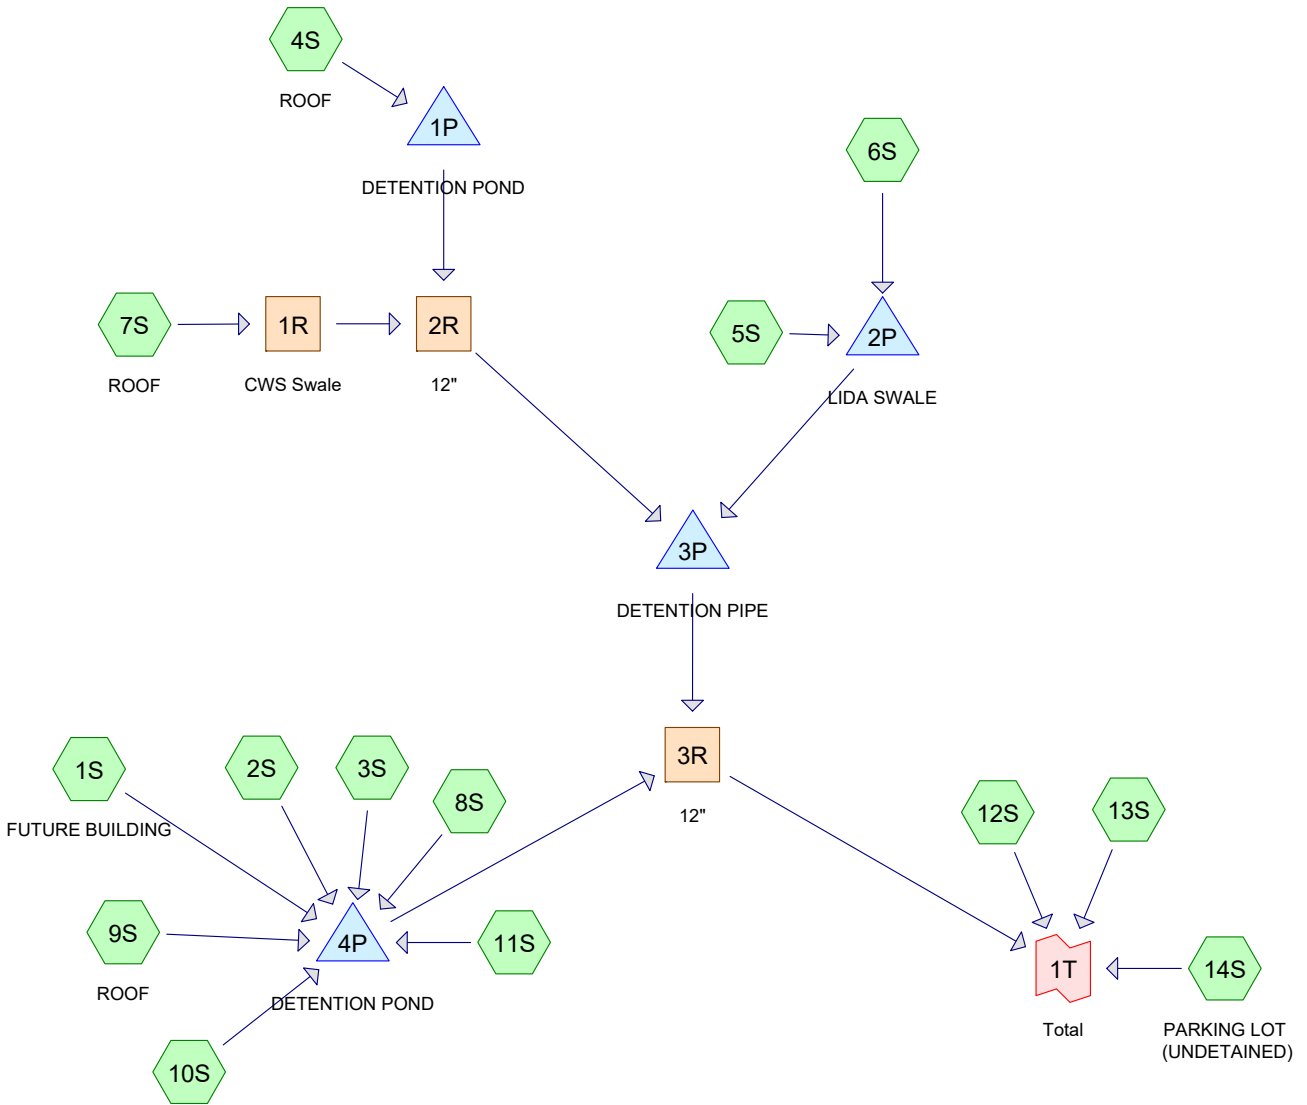 4S
ROOF
1P
DETENTION POND
6S
7S
ROOF
1R
CWS Swale
2R
12"
5S
2P
LIDA SWALE
3P
DETENTION PIPE
3R
12"
1S
FUTURE BUILDING
2S
3S
8S
9S
ROOF
4P
DETENTION POND
11S
10S
12S
13S
1T
Total
14S
PARKING LOT
(UNDETAINED)